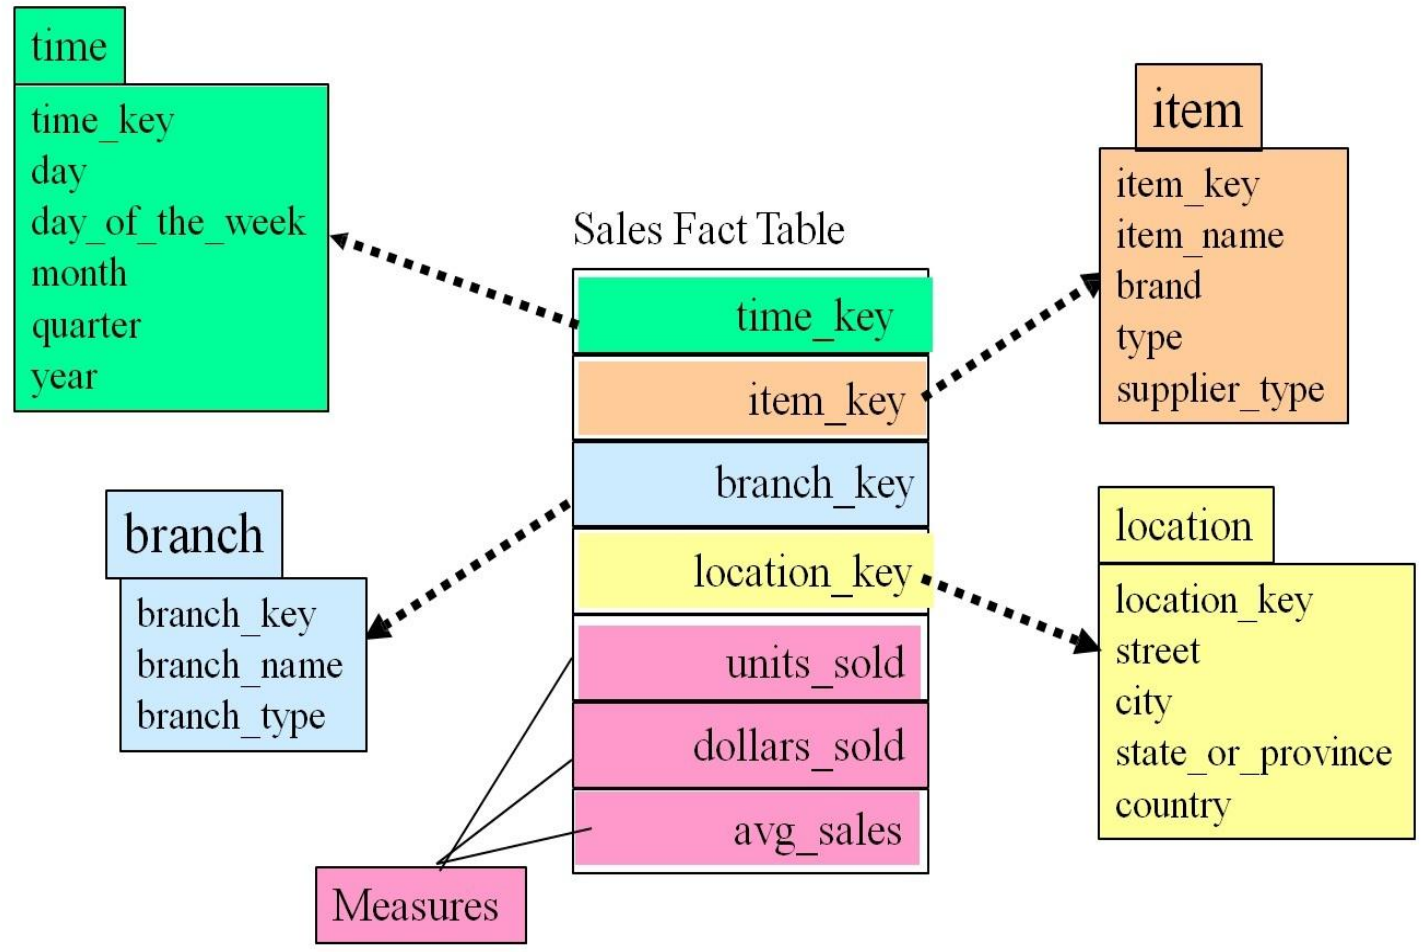 time
time_key
day
day_of_the_week
month
quarter
year
item
item_key
item_name
brand
type
supplier_type
Sales Fact Table
time_key
item_key
branch_key
location_key
units_sold
dollars_sold
avg_sales
branch
branch_key
branch_name
branch_type
location
location_key
street
city
state_or_province
country
Measures